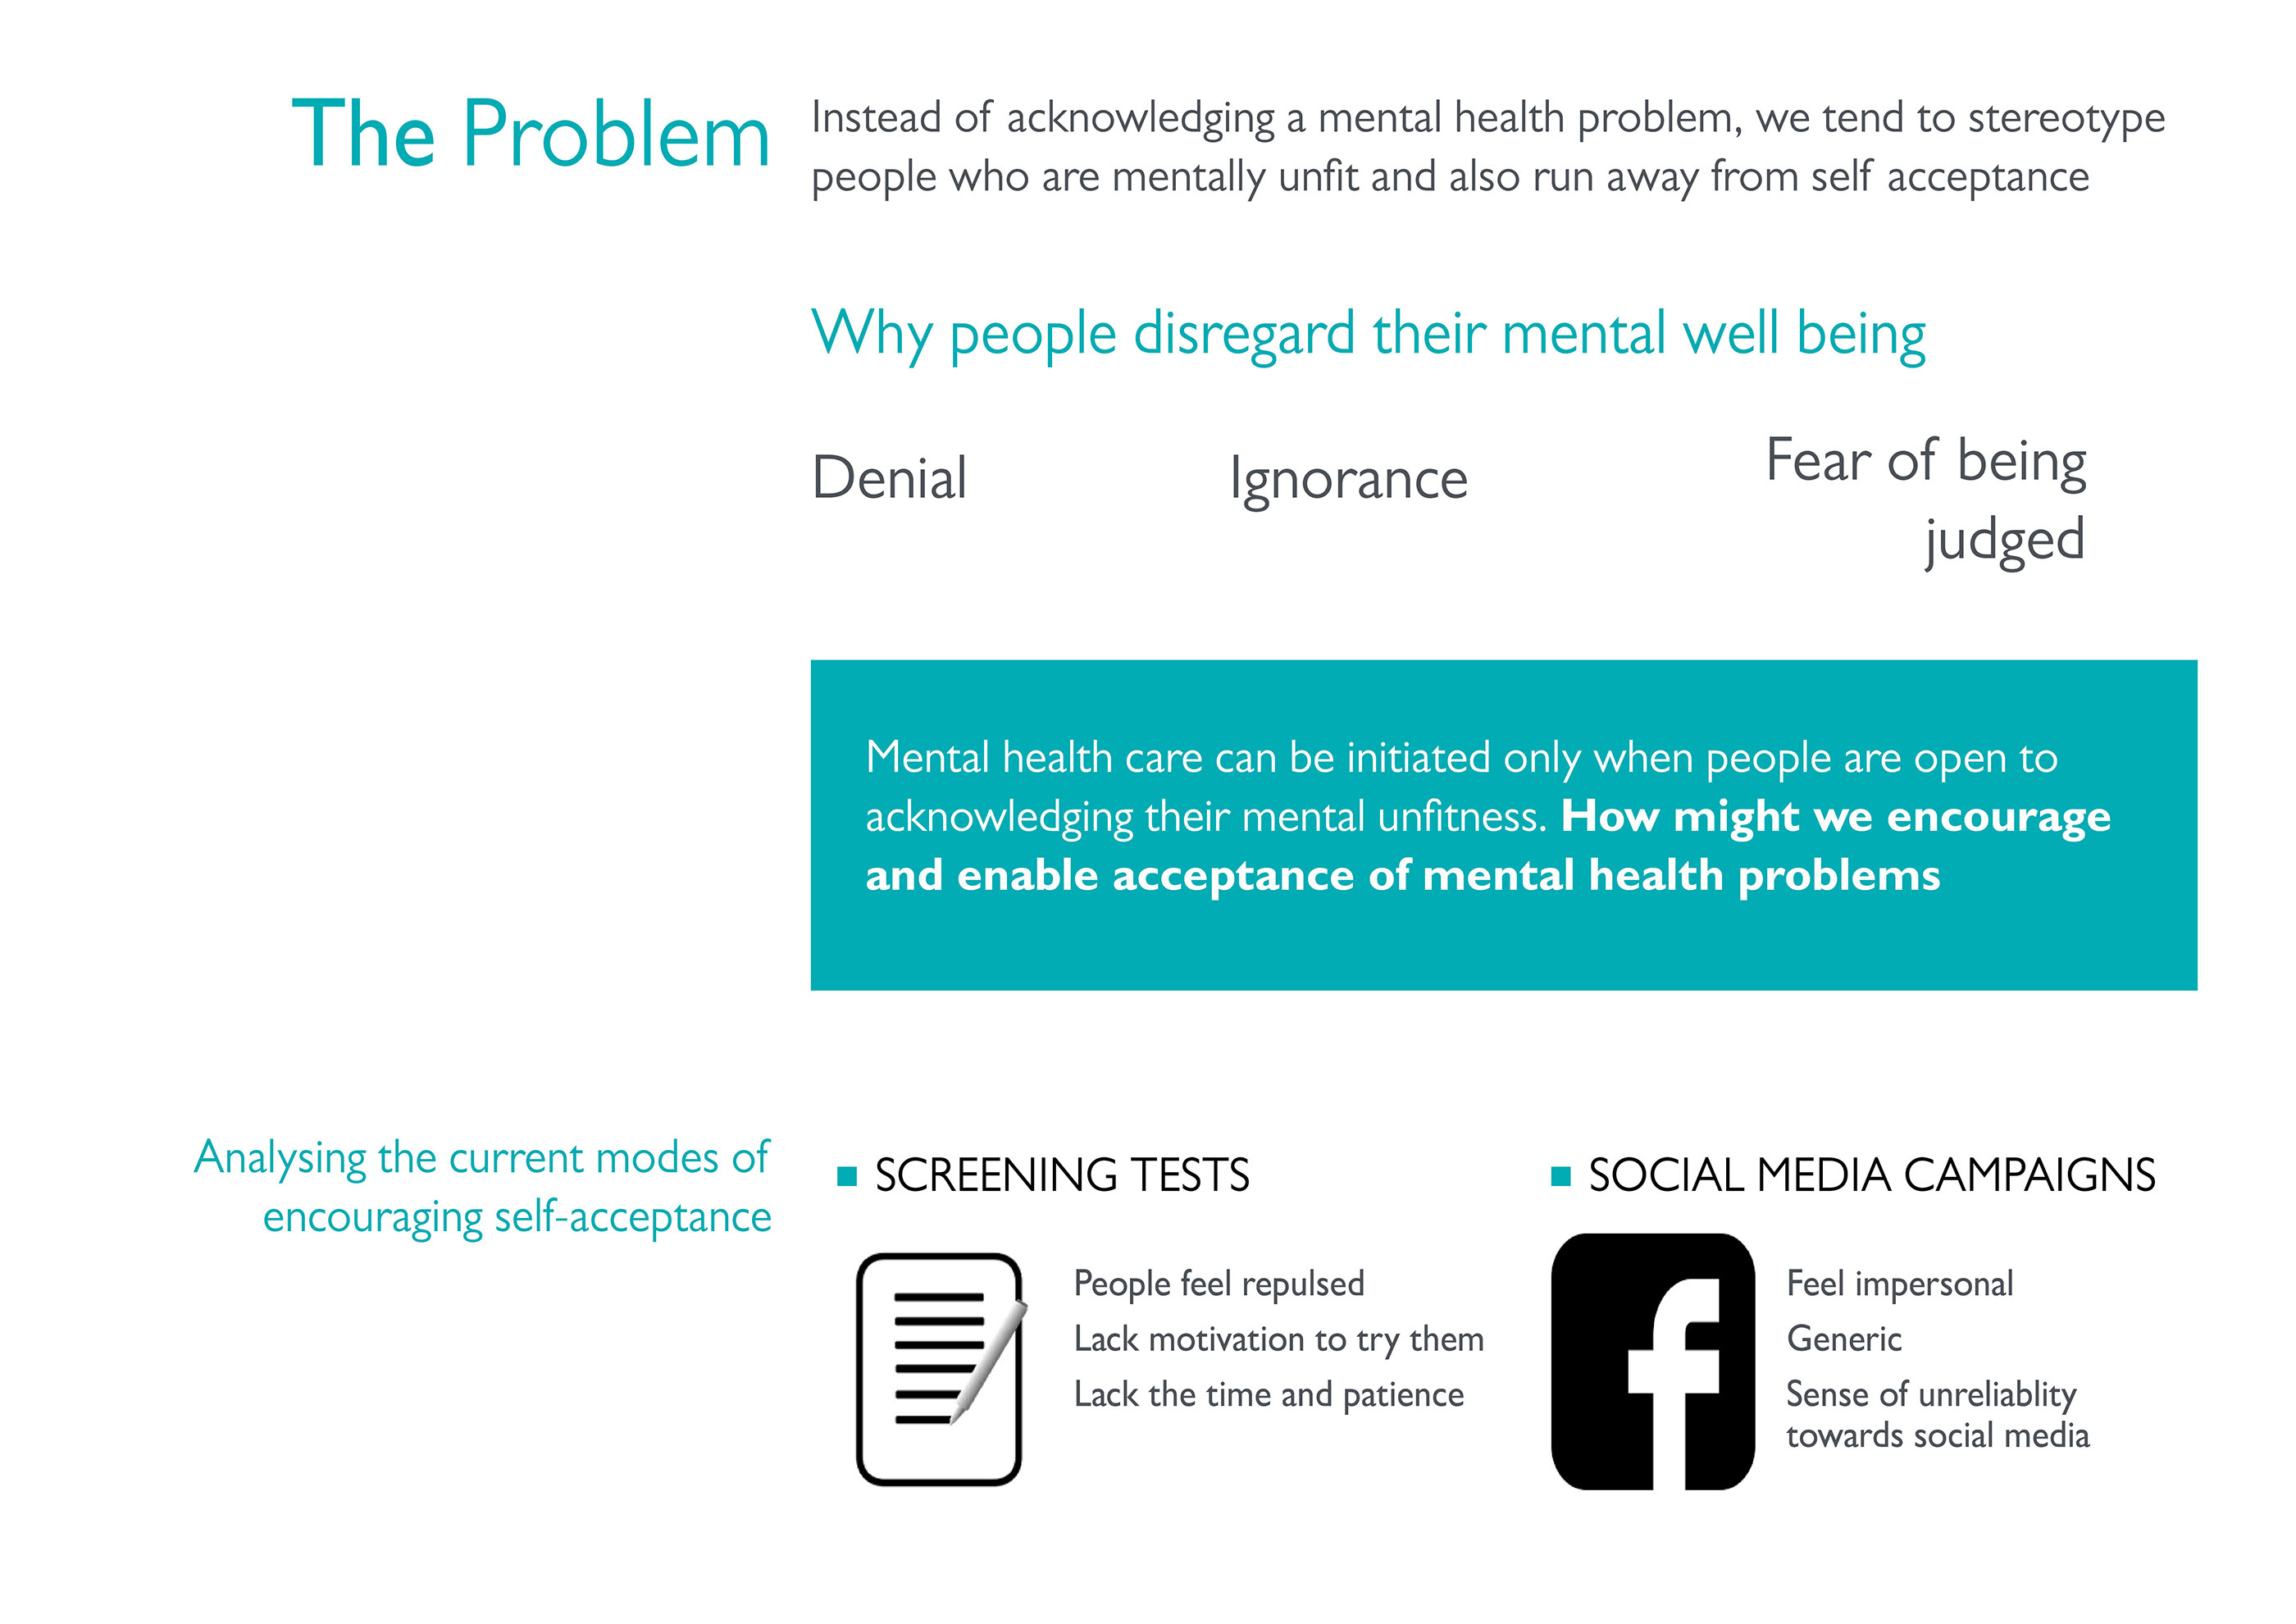 The Problem
Instead of acknowledging a mental health problem, we tend to stereotype
people who are mentally unfit and also run away from self acceptance
Why people disregard their mental well being
Denial
Ignorance
Fear of being
judged
Mental health care can be initiated only when people are open to
acknowledging their mental unfitness. How might we encourage
and enable acceptance of mental health problems
Analysing the current modes of
encouraging self-acceptance
SCREENING TESTS
People feel repulsed
Lack motivation to try them
Lack the time and patience
SOCIAL MEDIA CAMPAIGNS
Feel impersonal
Generic
Sense of unreliablity
towards social media